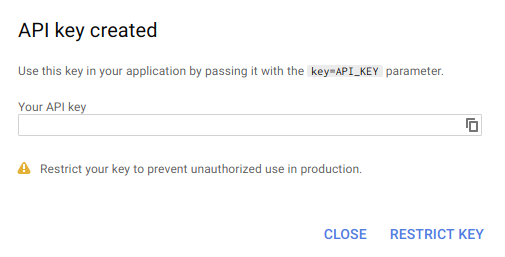 API key created
Use this key in your application by passing it with the key=API_KEY parameter.
Your API key
Restrict your key to prevent unauthorized use in production.
CLOSE RESTRICT KEY